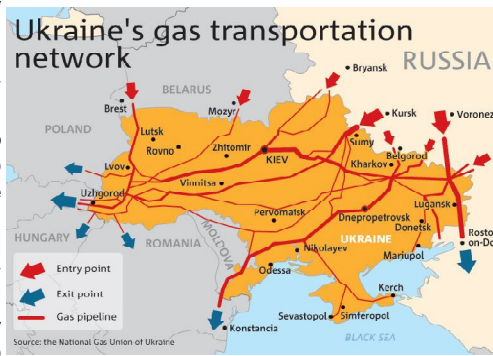 Ukraine's gas transportation
network
RUSSIA
Bryansk
BELARUS
Brest
Mozyr
Kursk
Voronez
POLAND
Lutsk
Rovno
Zhitomir
KIEV
Sumy
Belgorod
Kharkov
Lvov
Uzhgorod
Vinnitsa
Lugansk
Pervomaisk
Dnepropetrovsk
Donetsk
Rosto
on-Do
HUNGARY
ROMANIA
MOLDOVA
Nikolayev
UKRAINE
Mariupol
Odessa
Entry point
Exit point
Gas pipeline
Kerch
Konstancia
Sevastopol
Simferopol
BLACK SEA
Source: the National Gas Union of Ukraine